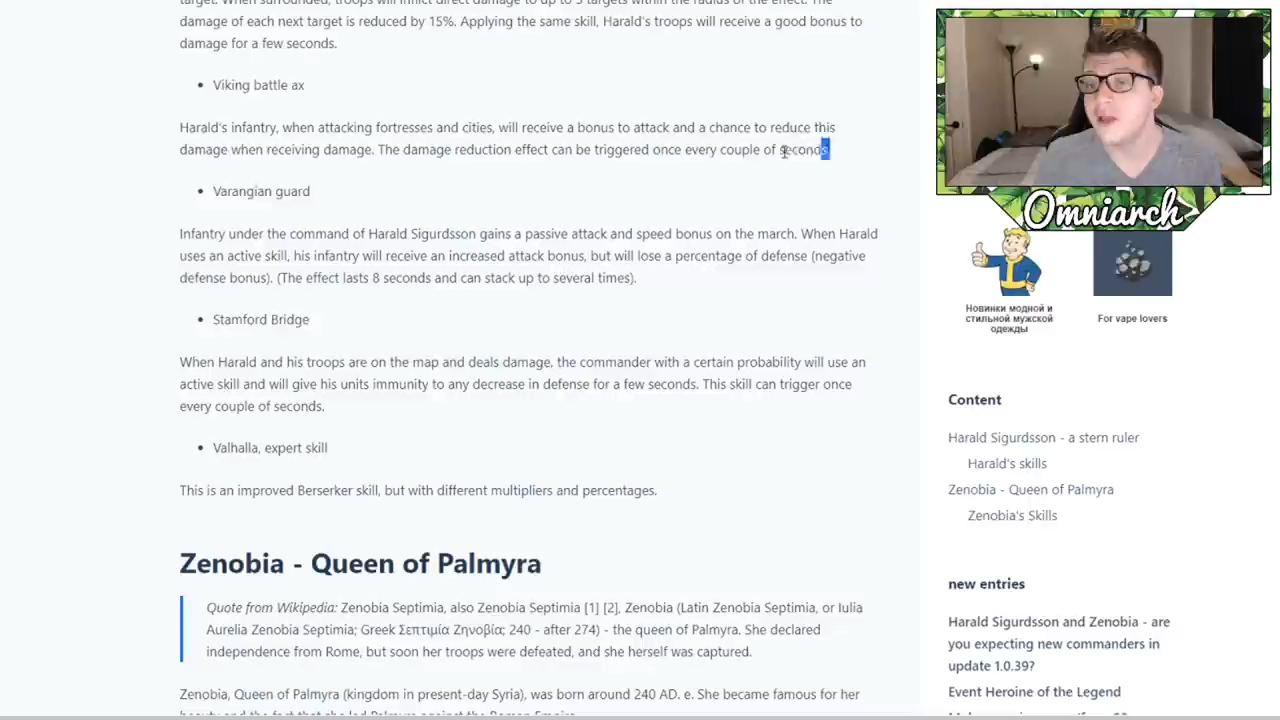 target. When surrounded, troops will inflict direct damage to up to 3 targets within the radius of the effect. The
damage of each next target is reduced by 15%. Applying the same skill, Harald's troops will receive a good bonus to
damage for a few seconds.
Viking battle ax
Harald's infantry, when attacking fortresses and cities, will receive a bonus to attack and a chance to reduce this
damage when receiving damage. The damage reduction effect can be triggered once every couple of seconds
Varangian guard
Infantry under the command of Harald Sigurdsson gains a passive attack and speed bonus on the march. When Harald
uses an active skill, his infantry will receive an increased attack bonus, but will lose a percentage of defense (negative
defense bonus). (The effect lasts 8 seconds and can stack up to several times).
Stamford Bridge
When Harald and his troops are on the map and deals damage, the commander with a certain probability will use an
active skill and will give his units immunity to any decrease in defense for a few seconds. This skill can trigger once
every couple of seconds.
Valhalla, expert skill
This is an improved Berserker skill, but with different multipliers and percentages.
Zenobia - Queen of Palmyra
Quote from Wikipedia: Zenobia Septimia, also Zenobia Septimia [1] [2], Zenobia (Latin Zenobia Septimia, or Iulia
Aurelia Zenobia Septimia; Greek Σεπτιμία Ζηνοβία; 240 - after 274) - the queen of Palmyra. She declared
independence from Rome, but soon her troops were defeated, and she herself was captured.
Zenobia, Queen of Palmyra (kingdom in present-day Syria), was born around 240 AD. e. She became famous for her
beauty and the fact that she led Palmyra against the Roman Empire.
Omniarch
Новинки модной и
стильной мужской
одежды
For vape lovers
Content
Harald Sigurdsson - a stern ruler
Harald's skills
Zenobia - Queen of Palmyra
Zenobia's Skills
new entries
Harald Sigurdsson and Zenobia - are
you expecting new commanders in
update 1.0.39?
Event Heroine of the Legend